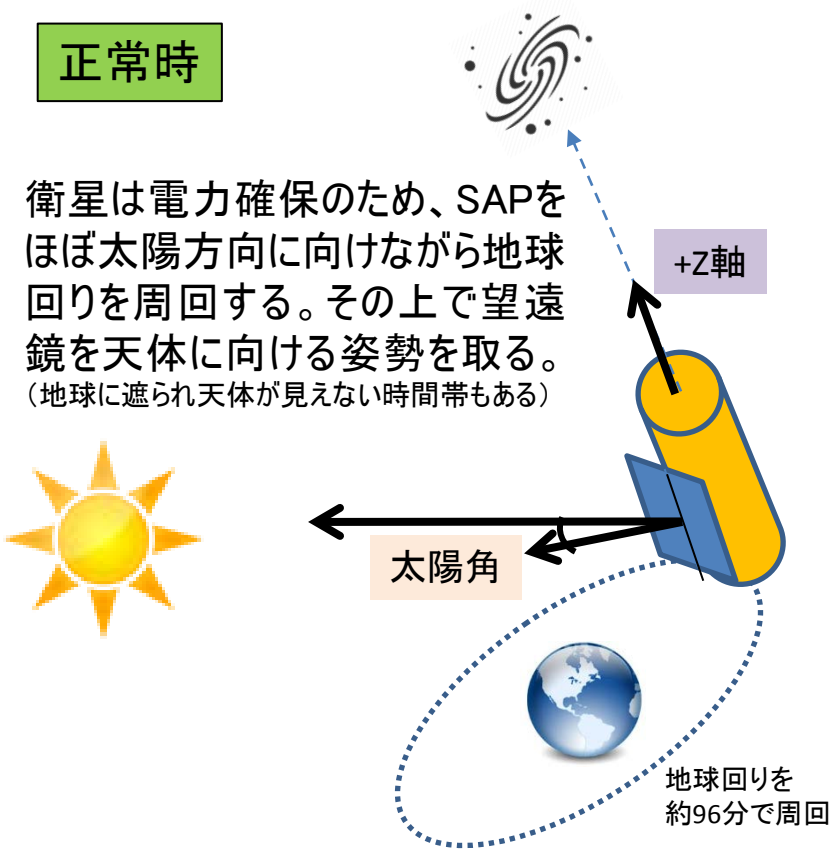 正常時
衛星は電力確保のため、SAPを
ほぼ太陽方向に向けながら地球
回りを周回する。その上で望遠
鏡を天体に向ける姿勢を取る。
（地球に遮られ天体が見えない時間帯もある）
+Z軸
太陽角
地球回りを
約96分で周回